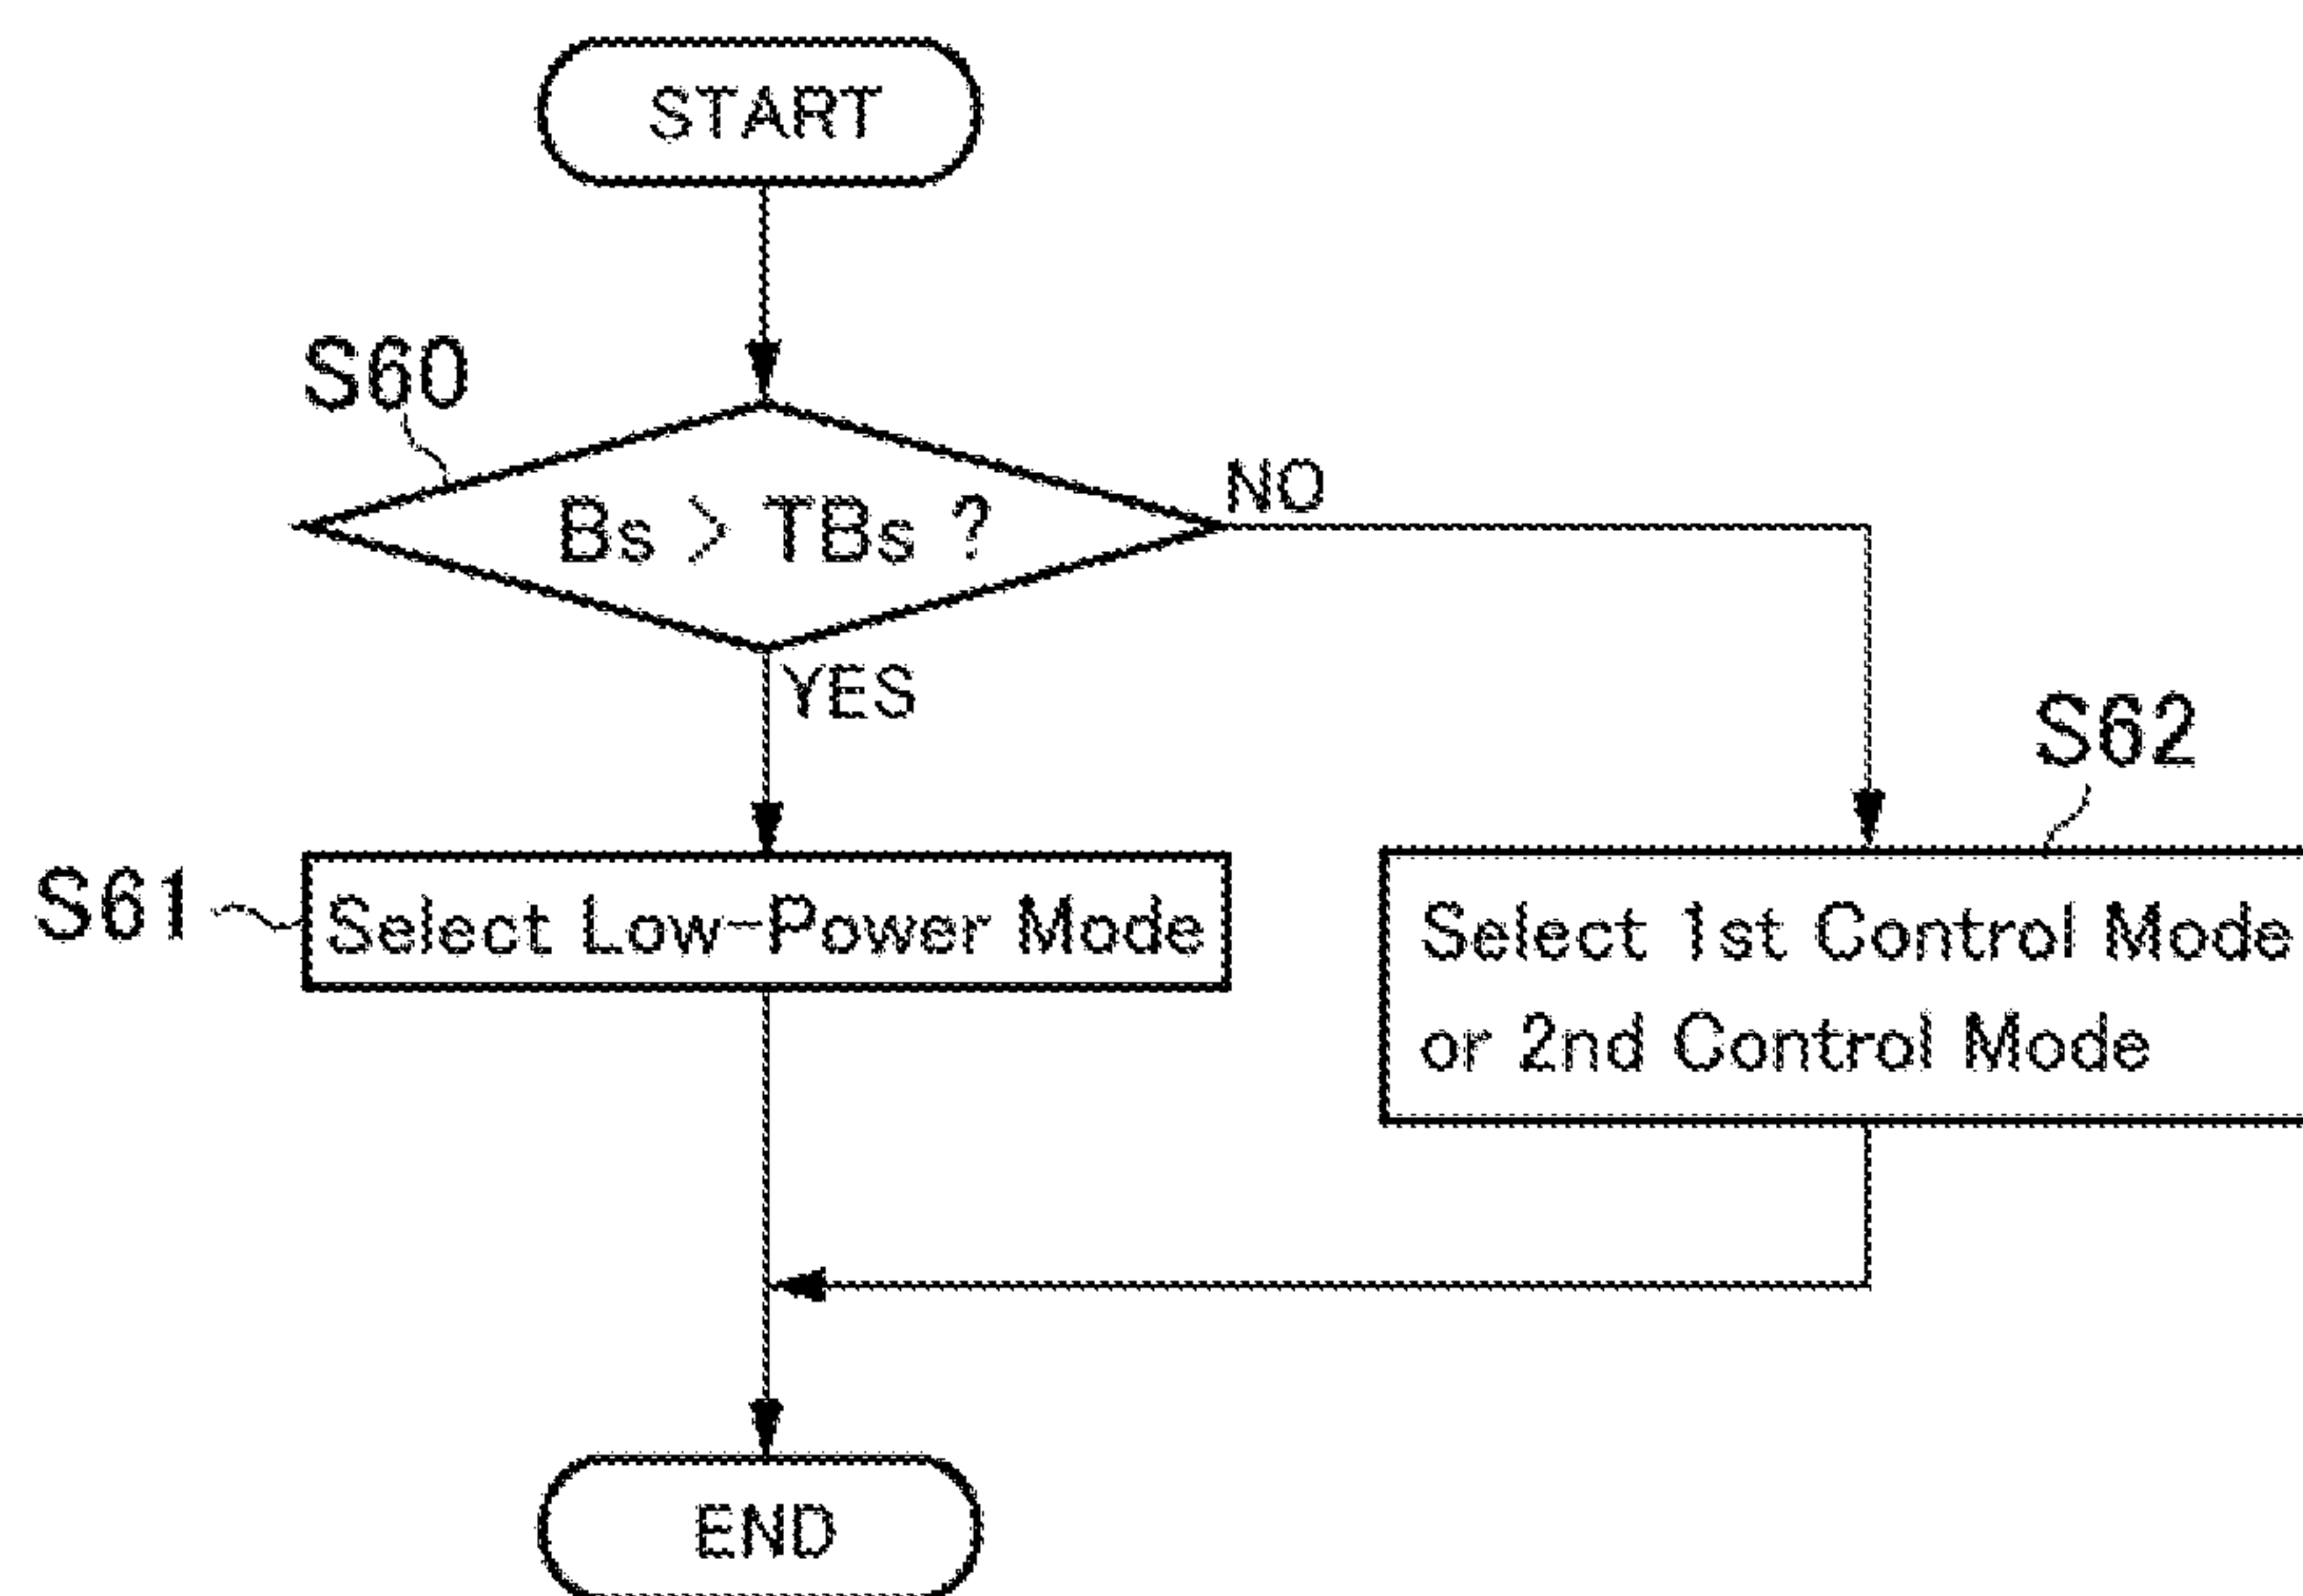 START
S60
Bs > TBs ?
NO
YES
S62
S61
Select Low-Power Mode
Select 1st Control Mode
or 2nd Control Mode
END